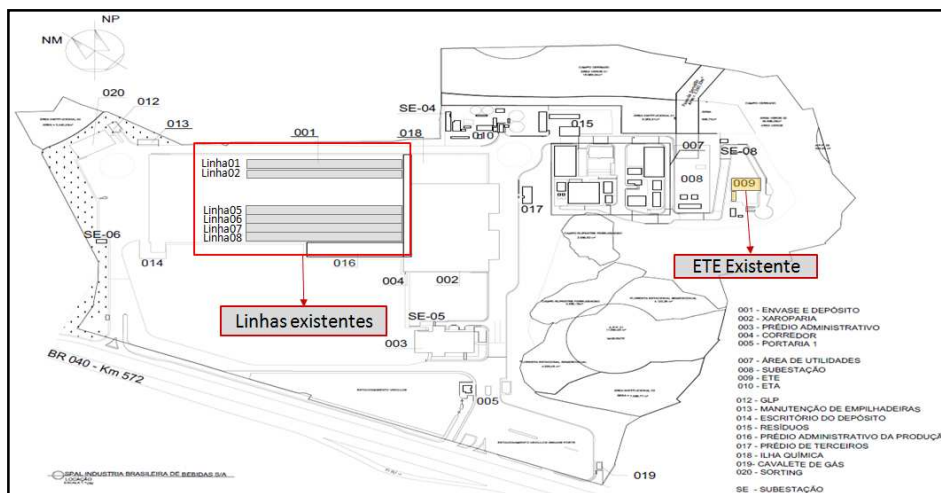 NP
NM
020
012
013
001
018
SE-04
010
015
007
SE-08
008
009
017
Linha01
Linha02
Linha05
Linha06
Linha07
Linha08
SE-06
014
016
004
002
SE-05
003
005
019
Linhas existentes
ETE Existente
BR 040 - Km 572
001 - ENVASE E DEPÓSITO
002 - XAROPARIA
003 - PRÉDIO ADMINISTRATIVO
004 - CORREDOR
005 - PORTARIA 1
007 - ÁREA DE UTILIDADES
008 - SUBESTAÇÃO
009 - ETE
010 - ETA
012 - GLP
013 - MANUTENÇÃO DE EMPILHADEIRAS
014 - ESCRITÓRIO DO DEPÓSITO
015 - RESÍDUOS
016 - PRÉDIO ADMINISTRATIVO DA PRODUÇÃ
017 - PRÉDIO DE TERCEIROS
018 - ILHA QUÍMICA
019- CAVALETE DE GÁS
020 - SORTING
SE - SUBESTAÇÃO
SPAL INDUSTRIA BRASILEIRA DE BEBIDAS S/A
LOCAÇÃO